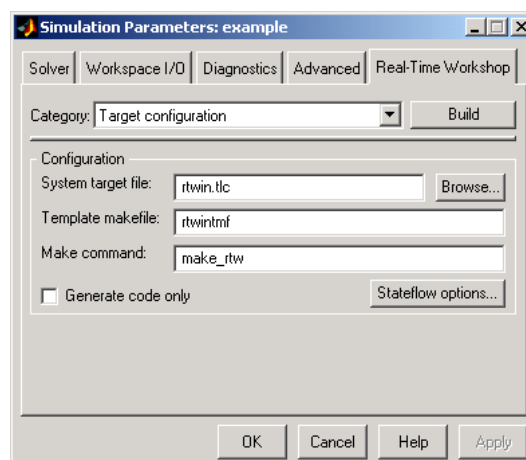 Simulation Parameters: example
Solver Workspace I/O Diagnostics Advanced Real-Time Workshop
Category: Target configuration Build
Configuration
System target file: rtwin.tlc Browse...
Template makefile: rtwintmf
Make command: make_rtw
Generate code only Stateflow options...
OK Cancel Help Apply